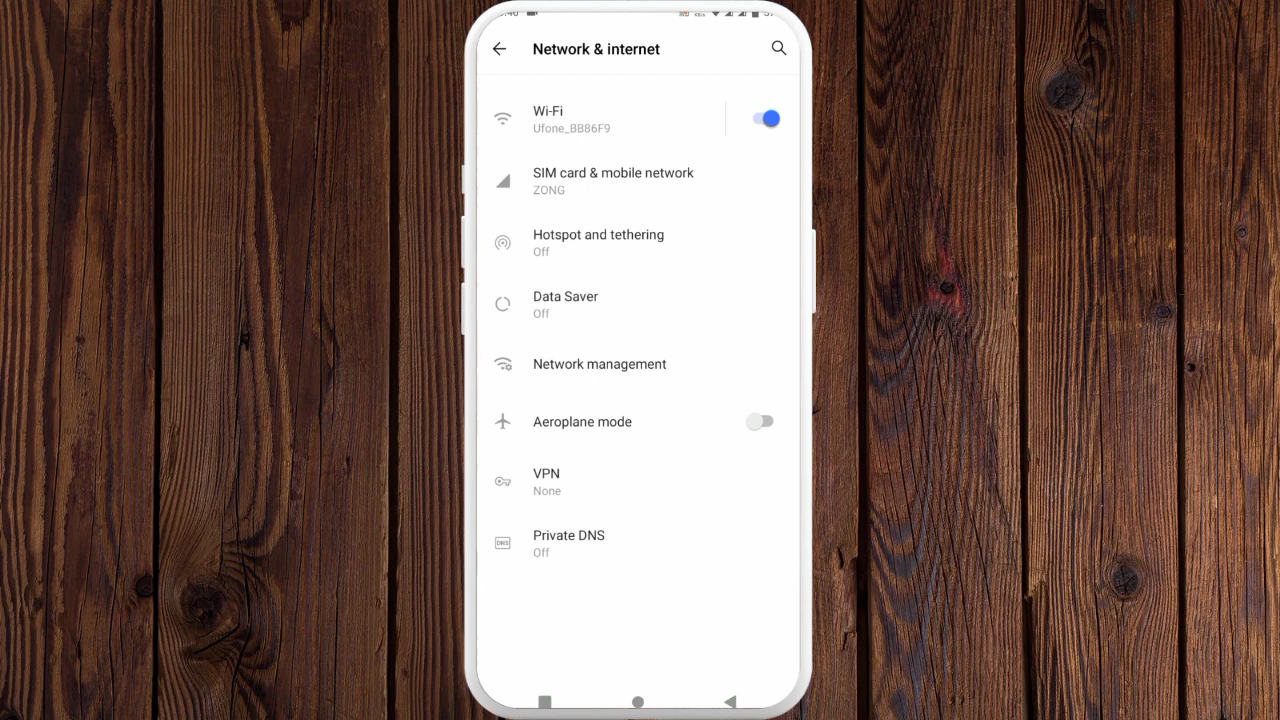 Network & internet
Wi-Fi
Ufone_BB86F9
SIM card & mobile network
ZONG
Hotspot and tethering
Off
Data Saver
Off
Network management
Aeroplane mode
VPN
None
DNS
Private DNS
Off